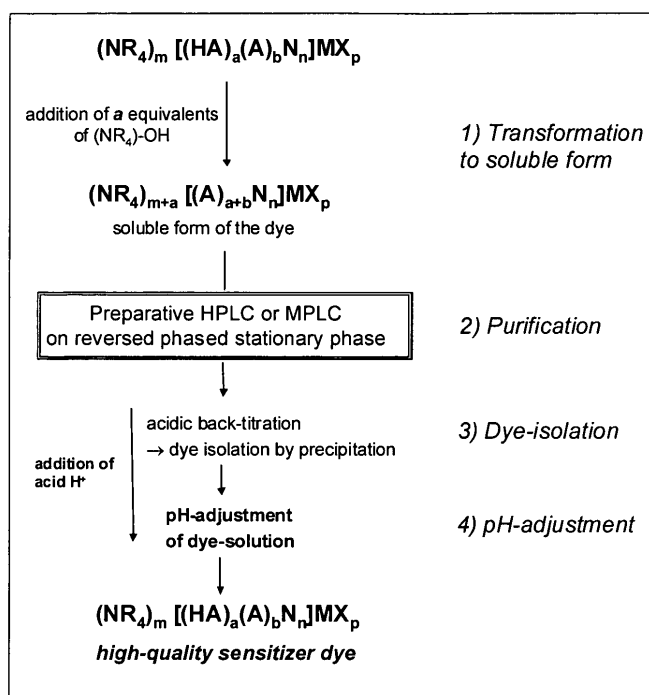 (NR₄)ₘ [(HA)ₐ(A)_bNₙ]MXₚ
addition of a equivalents
of (NR₄)-OH
1) Transformation
to soluble form
(NR₄)ₘ₊ₐ [(A)ₐ₊_bNₙ]MXₚ
soluble form of the dye
Preparative HPLC or MPLC
on reversed phased stationary phase
2) Purification
acidic back-titration
→ dye isolation by precipitation
3) Dye-isolation
addition of
acid H⁺
pH-adjustment
of dye-solution
4) pH-adjustment
(NR₄)ₘ [(HA)ₐ(A)_bNₙ]MXₚ
high-quality sensitizer dye